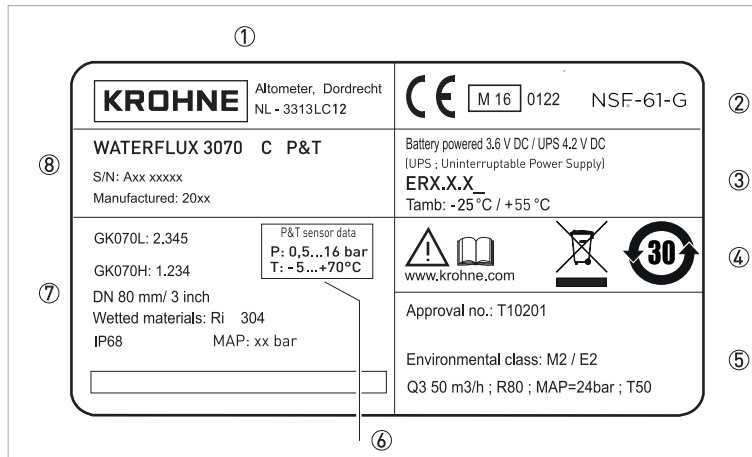 ①
KROHNE
Altometer, Dordrecht
NL - 3313LC12
CE M 16 0122 NSF-61-G
②
WATERFLUX 3070 C P&T
S/N: Axx xxxxx
Manufactured: 20xx
⑧
Battery powered 3.6 V DC / UPS 4.2 V DC
(UPS ; Uninterruptable Power Supply)
ERX.X.X_
Tamb: -25 °C / +55 °C
③
GK070L: 2.345
GK070H: 1.234
DN 80 mm/ 3 inch
Wetted materials: Ri 304
IP68 MAP: xx bar
⑦
P&T sensor data
P: 0,5...16 bar
T: -5...+70°C
www.krohne.com
30
④
Approval no.: T10201
Environmental class: M2 / E2
Q3 50 m3/h ; R80 ; MAP=24bar ; T50
⑤
⑥